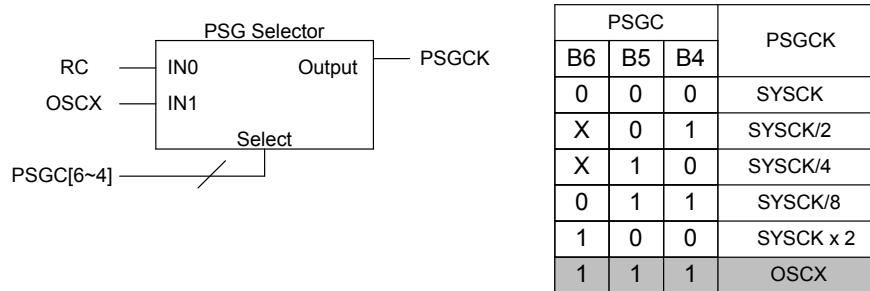 PSG Selector
RC
IN0
Output
PSGCK
OSCX
IN1
Select
PSGC[6~4]
PSGC
PSGCK
B6 B5 B4
0 0 0 SYSCK
X 0 1 SYSCK/2
X 1 0 SYSCK/4
0 1 1 SYSCK/8
1 0 0 SYSCK x 2
1 1 1 OSCX